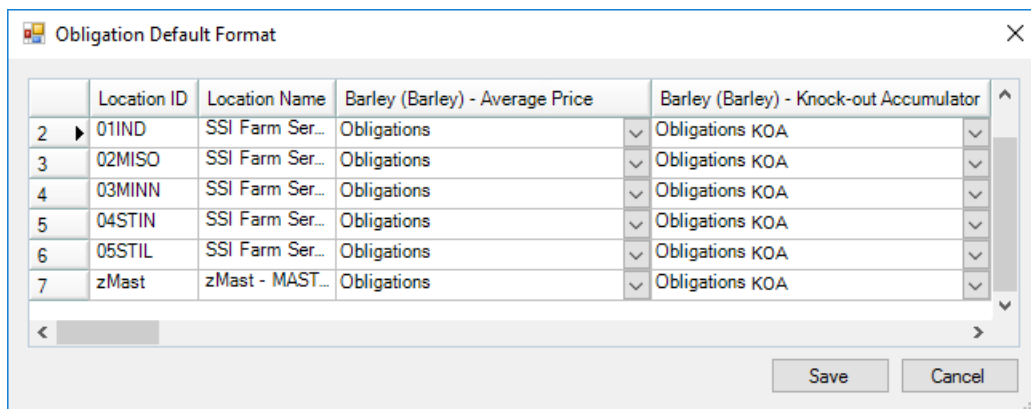 Obligation Default Format
Location ID Location Name Barley (Barley) - Average Price Barley (Barley) - Knock-out Accumulator
2 01IND SSI Farm Ser... Obligations Obligations KOA
3 02MISO SSI Farm Ser... Obligations Obligations KOA
4 03MINN SSI Farm Ser... Obligations Obligations KOA
5 04STIN SSI Farm Ser... Obligations Obligations KOA
6 05STIL SSI Farm Ser... Obligations Obligations KOA
7 zMast zMast - MAST... Obligations Obligations KOA
Save Cancel